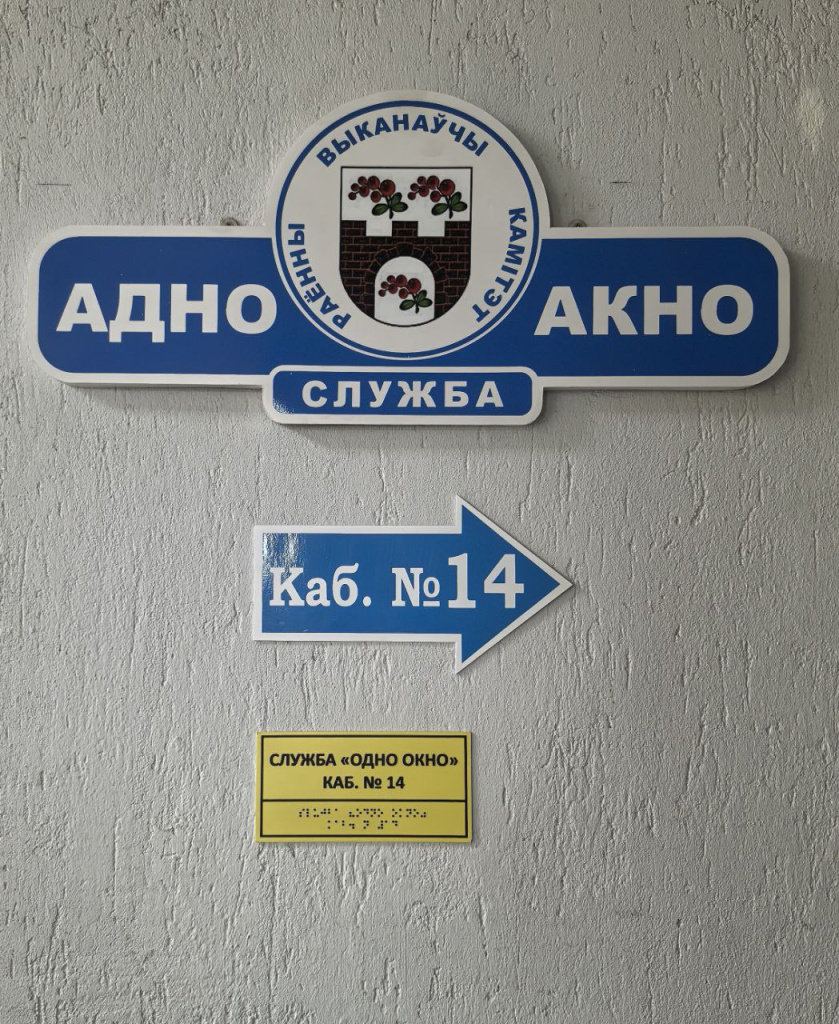 РАЁННЫ ВЫКАНАЎЧЫ КАМІТЭТ
АДНО АКНО
СЛУЖБА
Каб. №14
СЛУЖБА «ОДНО ОКНО»
КАБ. № 14